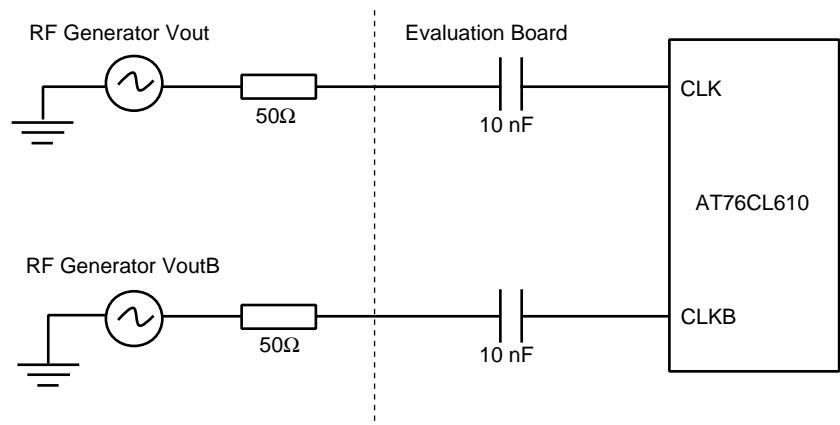 RF Generator Vout
Evaluation Board
50Ω
10 nF
CLK
AT76CL610
RF Generator VoutB
50Ω
10 nF
CLKB